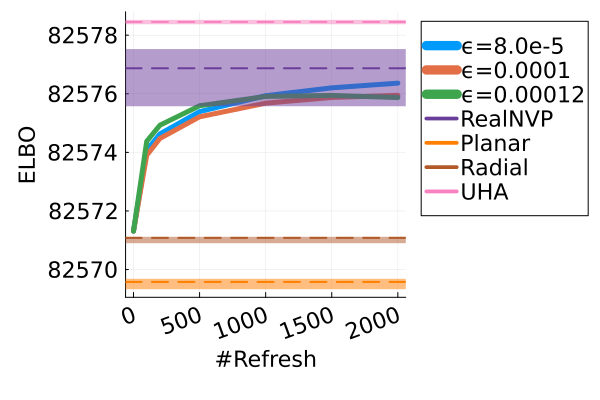 82578
82576
82574
82572
82570
ELBO
0
500
1000
1500
2000
#Refresh
ϵ=8.0e-5
ϵ=0.0001
ϵ=0.00012
RealNVP
Planar
Radial
UHA